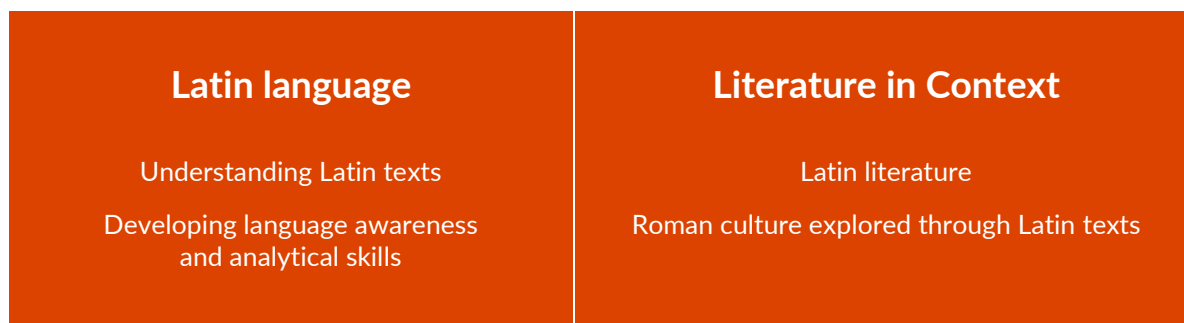 Latin language
Understanding Latin texts
Developing language awareness
and analytical skills
Literature in Context
Latin literature
Roman culture explored through Latin texts